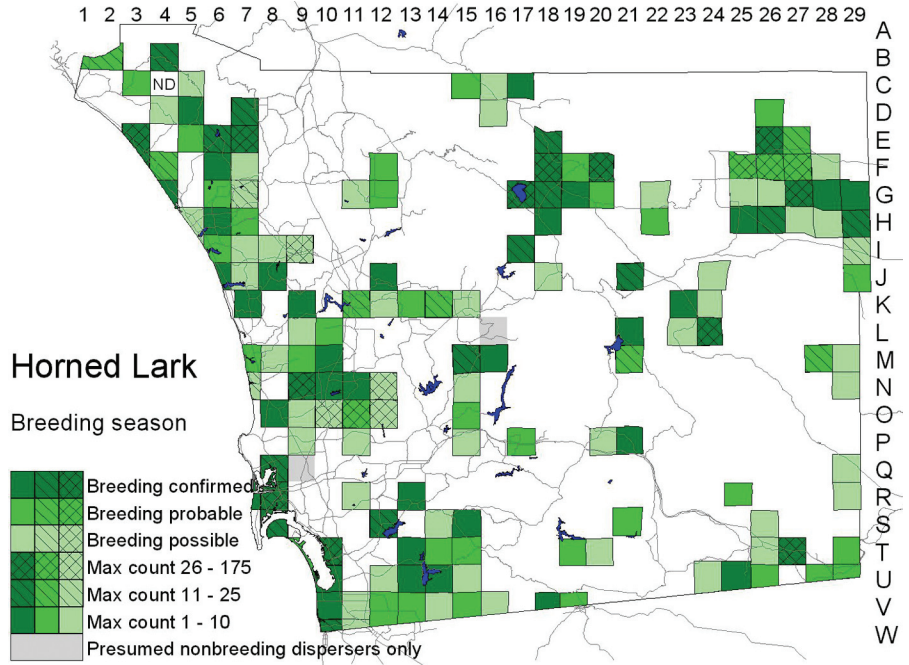 1 2 3 4 5 6 7 8 9 10 11 12 13 14 15 16 17 18 19 20 21 22 23 24 25 26 27 28 29
A
B
C
ND
D
E
F
G
H
I
J
K
L
M
Horned Lark
N
O
Breeding season
P
Q
Breeding confirmed
R
Breeding probable
S
Breeding possible
T
Max count 26 - 175
U
Max count 11 - 25
V
Max count 1 - 10
W
Presumed nonbreeding dispersers only